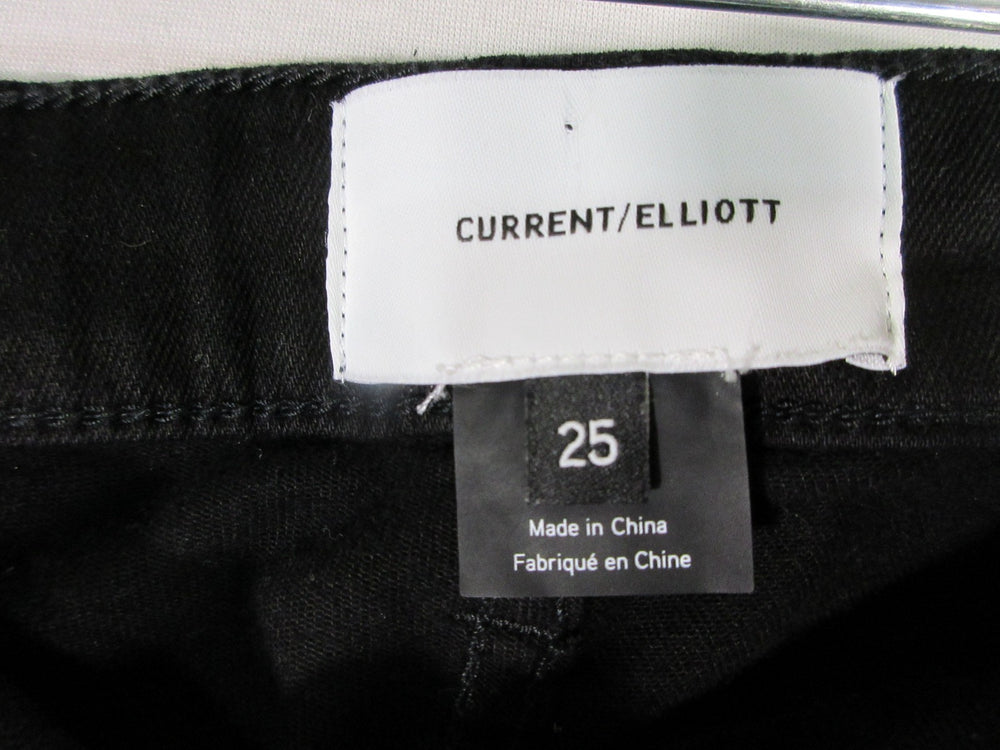 CURRENT/ELLIOTT
25
Made in China
Fabriqué en Chine